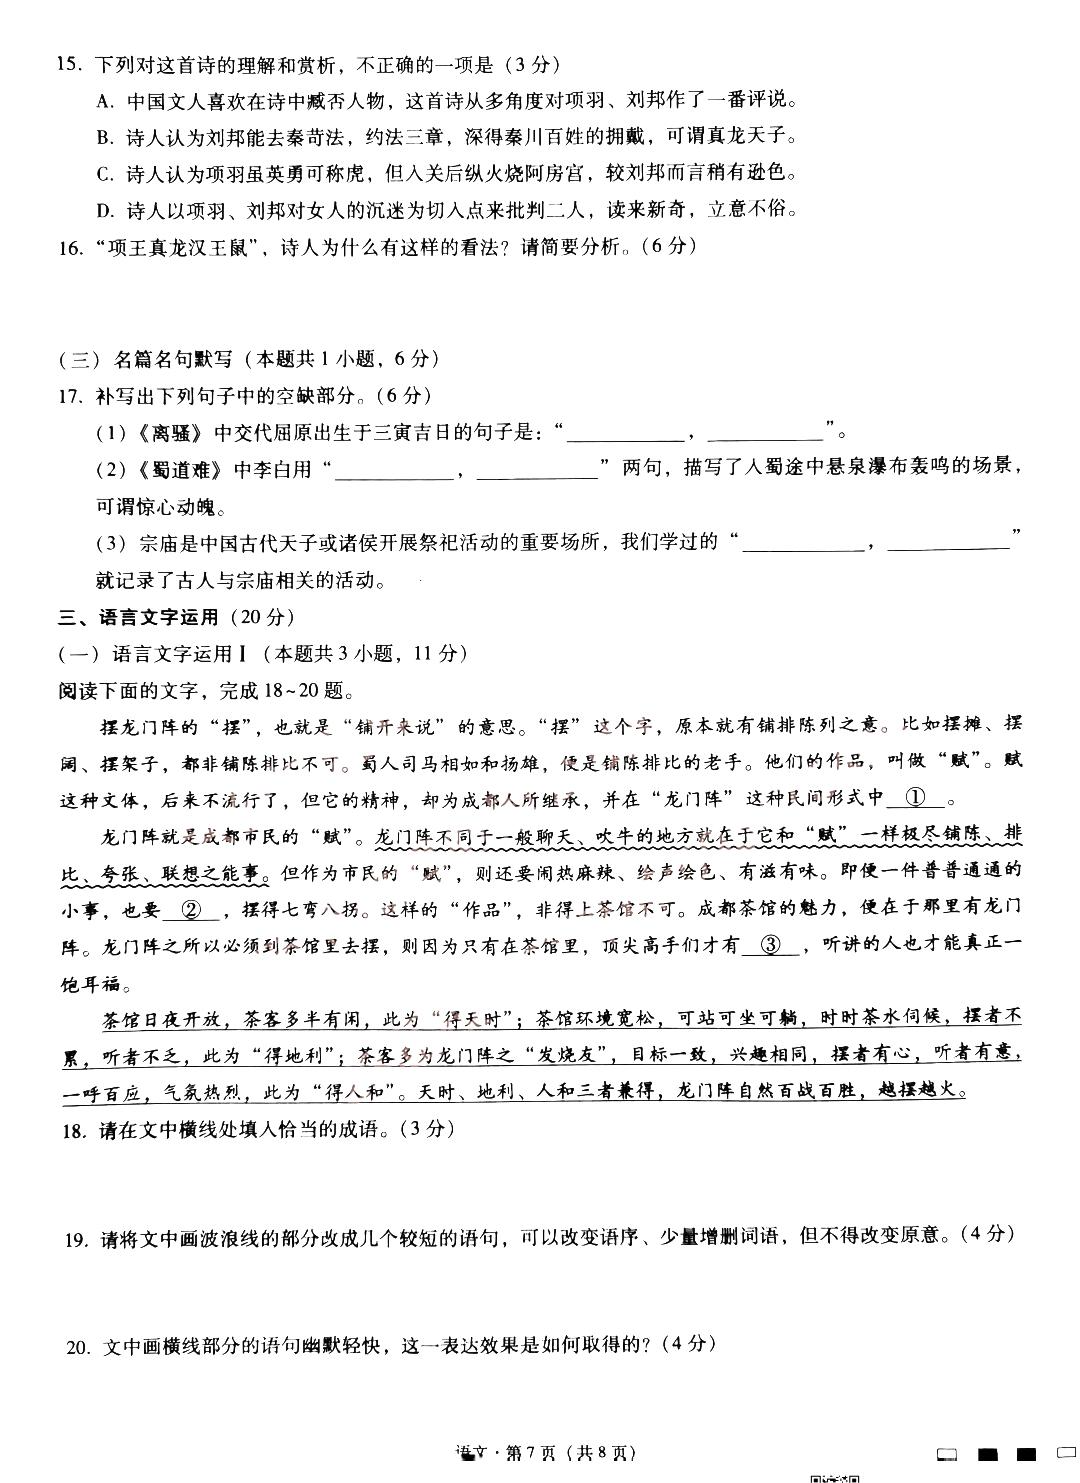 15. 下列对这首诗的理解和赏析，不正确的一项是（3 分）
A. 中国文人喜欢在诗中臧否人物，这首诗从多角度对项羽、刘邦作了一番评说。
B. 诗人认为刘邦能去秦苛法，约法三章，深得秦川百姓的拥戴，可谓真龙天子。
C. 诗人认为项羽虽英勇可称虎，但入关后纵火烧阿房宫，较刘邦而言稍有逊色。
D. 诗人以项羽、刘邦对女人的沉迷为切入点来批判二人，读来新奇，立意不俗。
16. “项王真龙汉王鼠”，诗人为什么有这样的看法？请简要分析。（6 分）
（三）名篇名句默写（本题共 1 小题，6 分）
17. 补写出下列句子中的空缺部分。（6 分）
（1）《离骚》中交代屈原出生于三寅吉日的句子是：“____________，____________”。
（2）《蜀道难》中李白用“____________，____________”两句，描写了人蜀途中悬泉瀑布轰鸣的场景，
可谓惊心动魄。
（3）宗庙是中国古代天子或诸侯开展祭祀活动的重要场所，我们学过的“____________，____________”
就记录了古人与宗庙相关的活动。
三、语言文字运用（20 分）
（一）语言文字运用Ⅰ（本题共 3 小题，11 分）
阅读下面的文字，完成 18~20 题。
摆龙门阵的“摆”，也就是“铺开来说”的意思。“摆”这个字，原本就有铺排陈列之意。比如摆摊、摆
阔、摆架子，都非铺陈排比不可。蜀人司马相如和扬雄，便是铺陈排比的老手。他们的作品，叫做“赋”。赋
这种文体，后来不流行了，但它的精神，却为成都人所继承，并在“龙门阵”这种民间形式中__①__。
龙门阵就是成都市民的“赋”。龙门阵不同于一般聊天、吹牛的地方就在于它和“赋”一样极尽铺陈、排
比、夸张、联想之能事。但作为市民的“赋”，则还要闹热麻辣、绘声绘色、有滋有味。即便一件普普通通的
小事，也要__②__，摆得七弯八拐。这样的“作品”，非得上茶馆不可。成都茶馆的魅力，便在于那里有龙门
阵。龙门阵之所以必须到茶馆里去摆，则因为只有在茶馆里，顶尖高手们才有__③__，听讲的人也才能真正一
饱耳福。
茶馆日夜开放，茶客多半有闲，此为“得天时”；茶馆环境宽松，可站可坐可躺，时时茶水伺候，摆者不
累，听者不乏，此为“得地利”；茶客多为龙门阵之“发烧友”，目标一致，兴趣相同，摆者有心，听者有意，
一呼百应，气氛热烈，此为“得人和”。天时、地利、人和三者兼得，龙门阵自然百战百胜，越摆越火。
18. 请在文中横线处填人恰当的成语。（3 分）
19. 请将文中画波浪线的部分改成几个较短的语句，可以改变语序、少量增删词语，但不得改变原意。（4 分）
20. 文中画横线部分的语句幽默轻快，这一表达效果是如何取得的？（4 分）
语文·第 7 页（共 8 页）